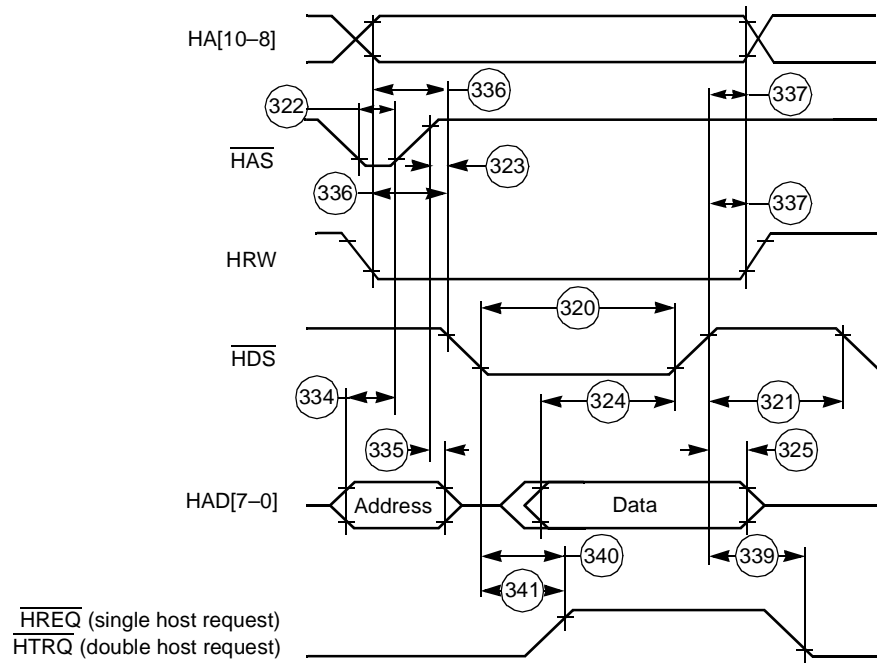 HA[10–8]
336
337
322
HAS
323
336
337
HRW
320
HDS
334
324
321
335
325
HAD[7–0]
Address
Data
340
339
341
HREQ (single host request)
HTRQ (double host request)